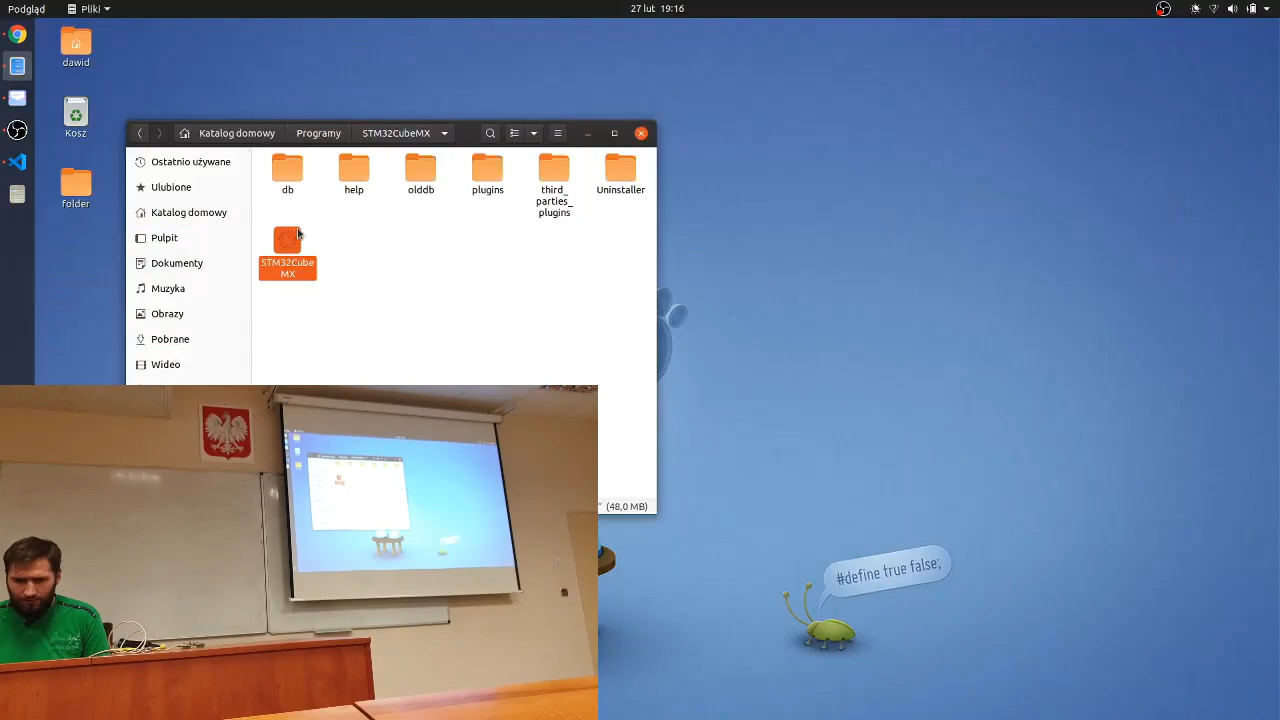 Podgląd
Pliki
27 lut 19:16
dawid
Kosz
folder
Katalog domowy
Programy
STM32CubeMX
Ostatnio używane
Ulubione
Katalog domowy
Pulpit
Dokumenty
Muzyka
Obrazy
Pobrane
Wideo
db
help
olddb
plugins
third_
parties_
plugins
Uninstaller
STM32Cube
MX
" (48,0 MB)
#define true false;